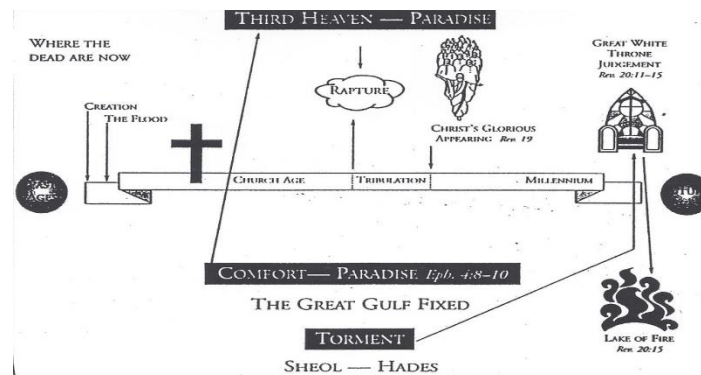 THIRD HEAVEN — PARADISE
WHERE THE
DEAD ARE NOW
CREATION
THE FLOOD
RAPTURE
CHRIST'S GLORIOUS
APPEARING Rev. 19
GREAT WHITE
THRONE
JUDGEMENT
Rev. 20:11–15
CHURCH AGE
TRIBULATION
MILLENNIUM
AGES
COMFORT— PARADISE Eph. 4:8–10
THE GREAT GULF FIXED
TORMENT
SHEOL — HADES
LAKE OF FIRE
Rev. 20:15